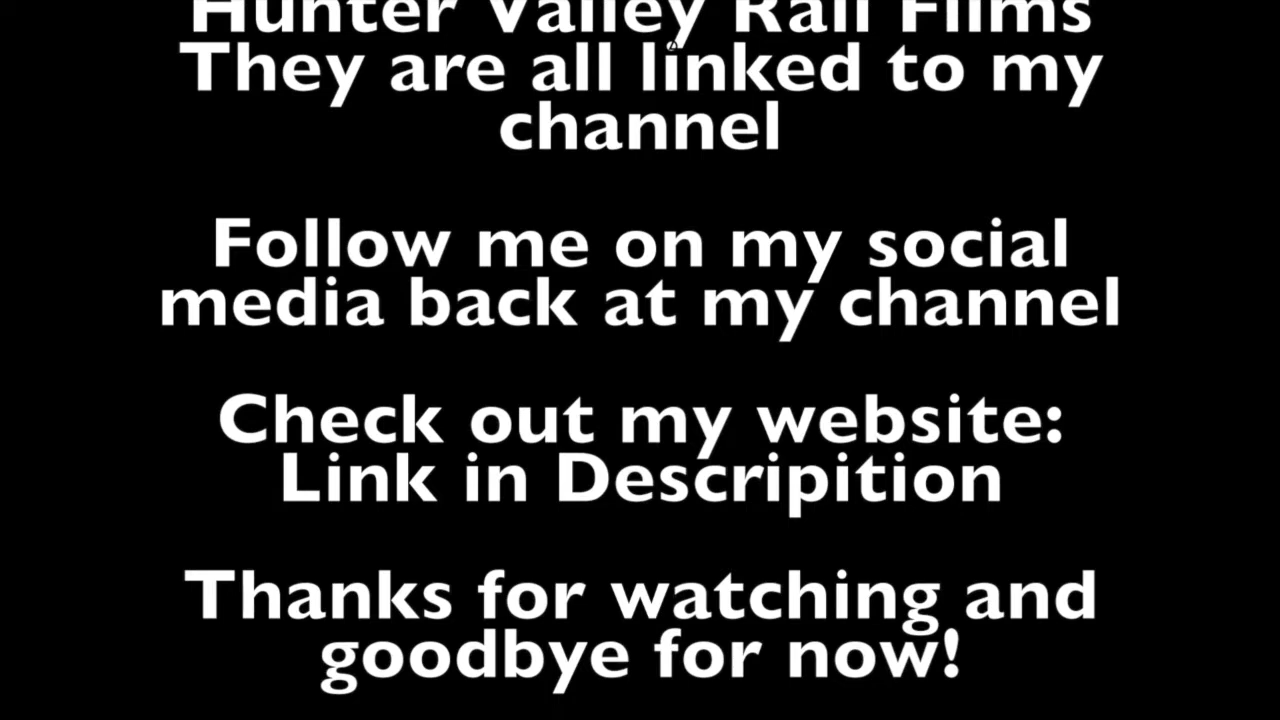 Hunter Valley Rail Films
They are all linked to my
channel
Follow me on my social
media back at my channel
Check out my website:
Link in Descripition
Thanks for watching and
goodbye for now!